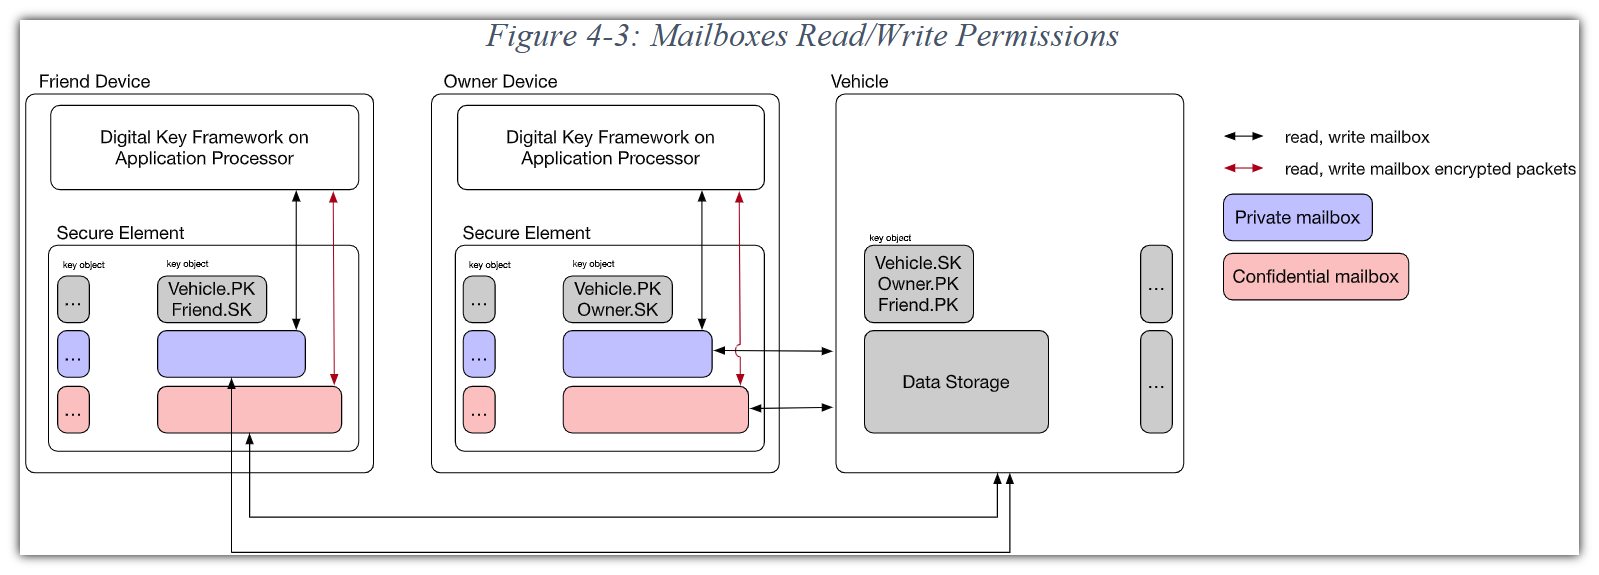 Figure 4-3: Mailboxes Read/Write Permissions
Friend Device
Digital Key Framework on
Application Processor
Secure Element
key object
...
...
...
key object
Vehicle.PK
Friend.SK
Owner Device
Digital Key Framework on
Application Processor
Secure Element
key object
...
...
...
key object
Vehicle.PK
Owner.SK
Vehicle
key object
Vehicle.SK
Owner.PK
Friend.PK
Data Storage
...
...
read, write mailbox
read, write mailbox encrypted packets
Private mailbox
Confidential mailbox